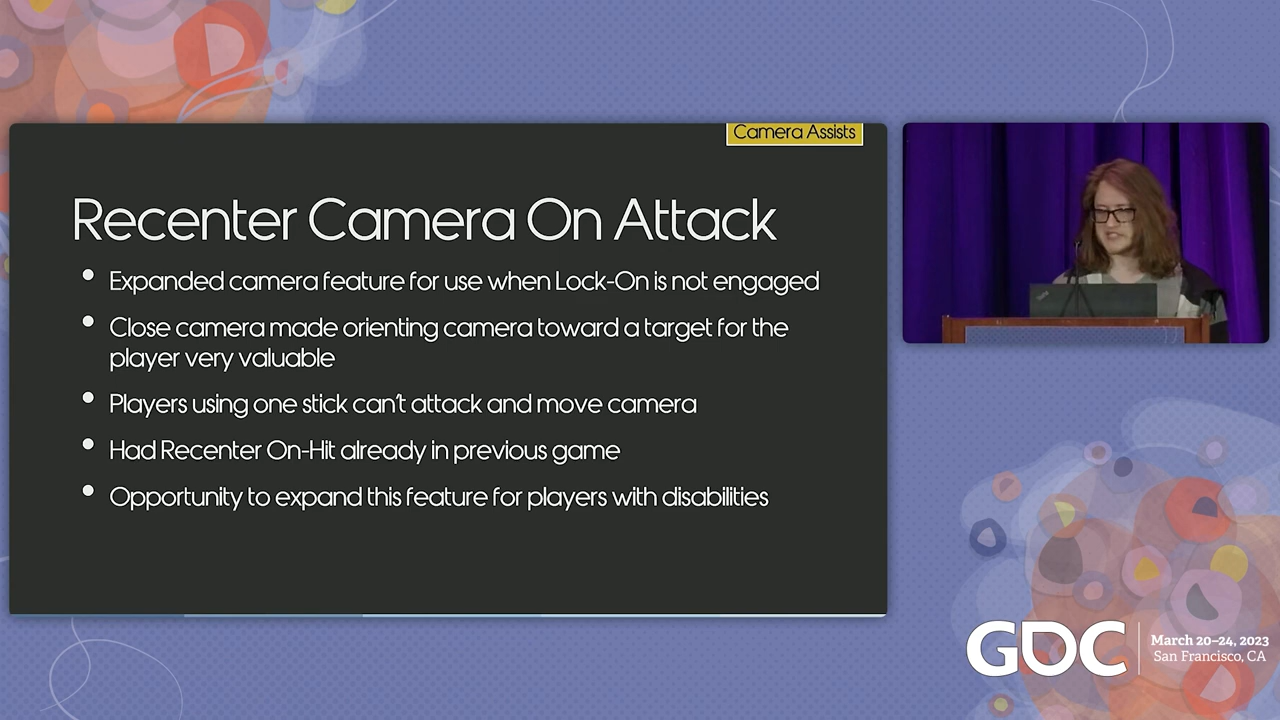 Camera Assists
Recenter Camera On Attack
• Expanded camera feature for use when Lock-On is not engaged
• Close camera made orienting camera toward a target for the
player very valuable
• Players using one stick can't attack and move camera
• Had Recenter On-Hit already in previous game
• Opportunity to expand this feature for players with disabilities
GDC
March 20–24, 2023
San Francisco, CA